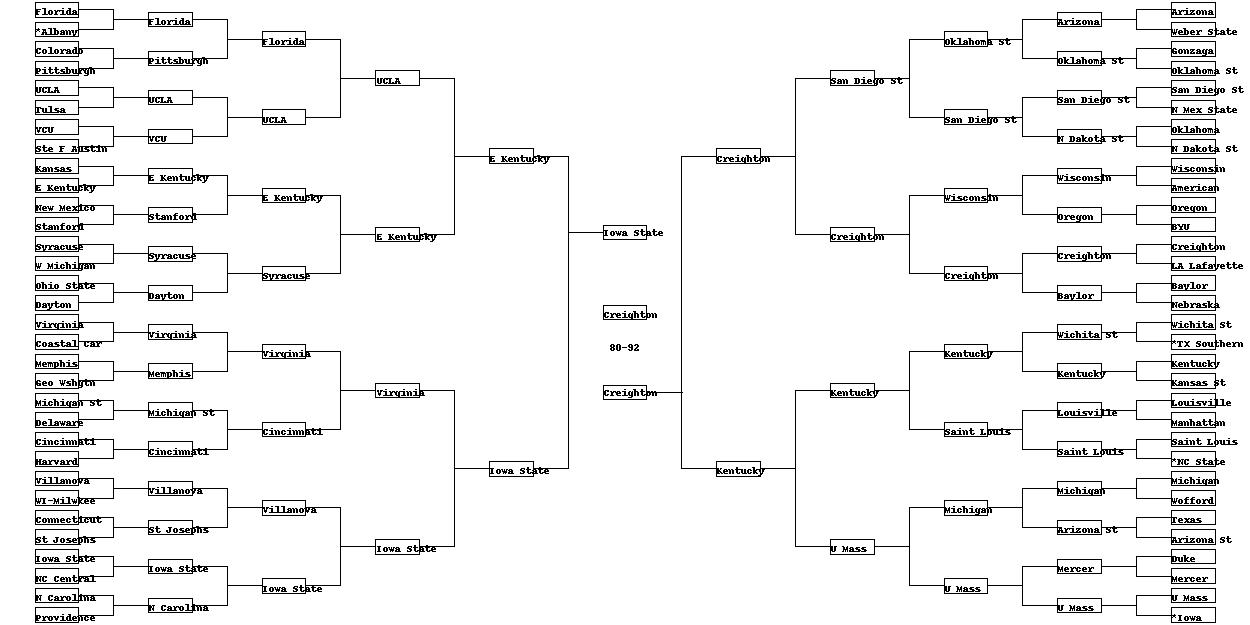 Florida
*Albany
Colorado
Pittsburgh
UCLA
Tulsa
VCU
Ste F Austin
Kansas
E Kentucky
New Mexico
Stanford
Syracuse
W Michigan
Ohio State
Dayton
Virginia
Coastal Car
Memphis
Geo Wshgtn
Michigan St
Delaware
Cincinnati
Harvard
Villanova
WI-Milwkee
Connecticut
St Josephs
Iowa State
NC Central
N Carolina
Providence
Florida
Pittsburgh
UCLA
VCU
E Kentucky
Stanford
Syracuse
Dayton
Virginia
Memphis
Michigan St
Cincinnati
Villanova
St Josephs
Iowa State
N Carolina
Florida
UCLA
E Kentucky
Syracuse
Virginia
Cincinnati
Villanova
Iowa State
UCLA
E Kentucky
Virginia
Iowa State
E Kentucky
Iowa State
Iowa State
Creighton
80-92
Creighton
Creighton
Kentucky
San Diego St
Creighton
Kentucky
U Mass
Oklahoma St
San Diego St
Wisconsin
Creighton
Kentucky
Saint Louis
Michigan
U Mass
Arizona
Oklahoma St
San Diego St
N Dakota St
Wisconsin
Oregon
Creighton
Baylor
Wichita St
Kentucky
Louisville
Saint Louis
Michigan
Arizona St
Mercer
U Mass
Arizona
Weber State
Gonzaga
Oklahoma St
San Diego St
N Mex State
Oklahoma
N Dakota St
Wisconsin
American
Oregon
BYU
Creighton
LA Lafayette
Baylor
Nebraska
Wichita St
*TX Southern
Kentucky
Kansas St
Louisville
Manhattan
Saint Louis
*NC State
Michigan
Wofford
Texas
Arizona St
Duke
Mercer
U Mass
*Iowa